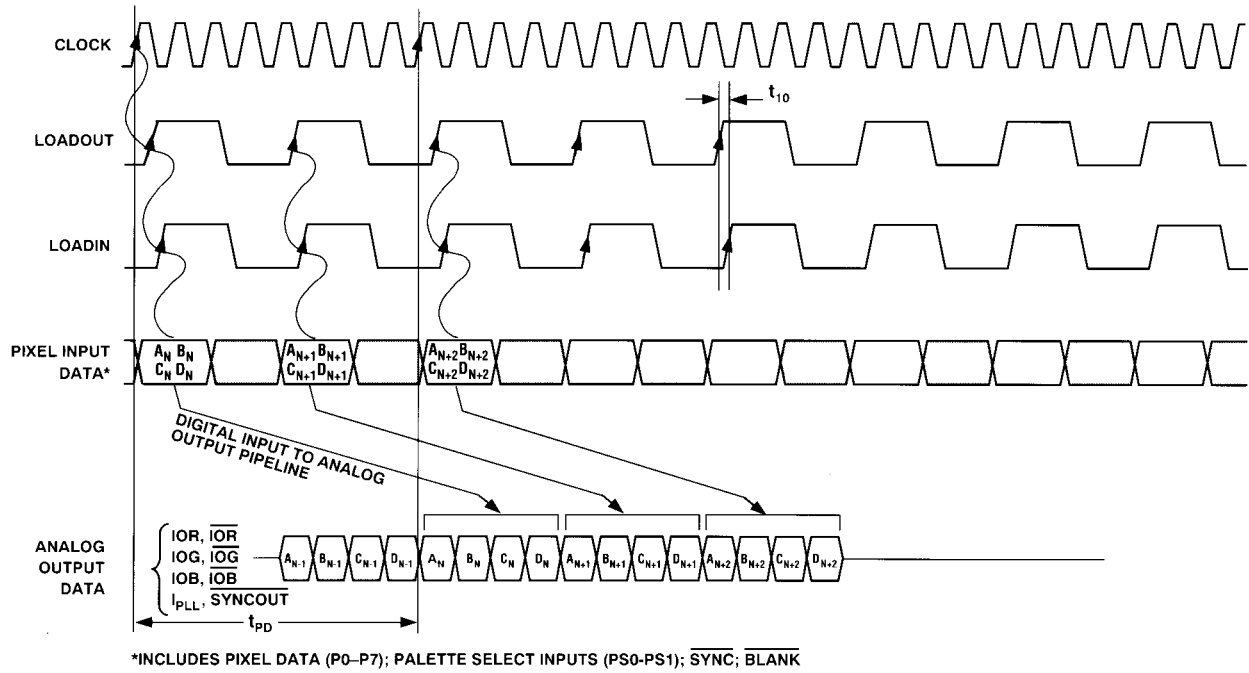 CLOCK
t10
LOADOUT
LOADIN
PIXEL INPUT
DATA*
AN BN
CN DN
AN+1 BN+1
CN+1 DN+1
AN+2 BN+2
CN+2 DN+2
DIGITAL INPUT TO ANALOG
OUTPUT PIPELINE
ANALOG
OUTPUT
DATA
IOR, IOR
IOG, IOG
IOB, IOB
IPLL, SYNCOUT
AN-1 BN-1 CN-1 DN-1 AN BN CN DN AN+1 BN+1 CN+1 DN+1 AN+2 BN+2 CN+2 DN+2
tPD
*INCLUDES PIXEL DATA (P0–P7); PALETTE SELECT INPUTS (PS0-PS1); SYNC; BLANK